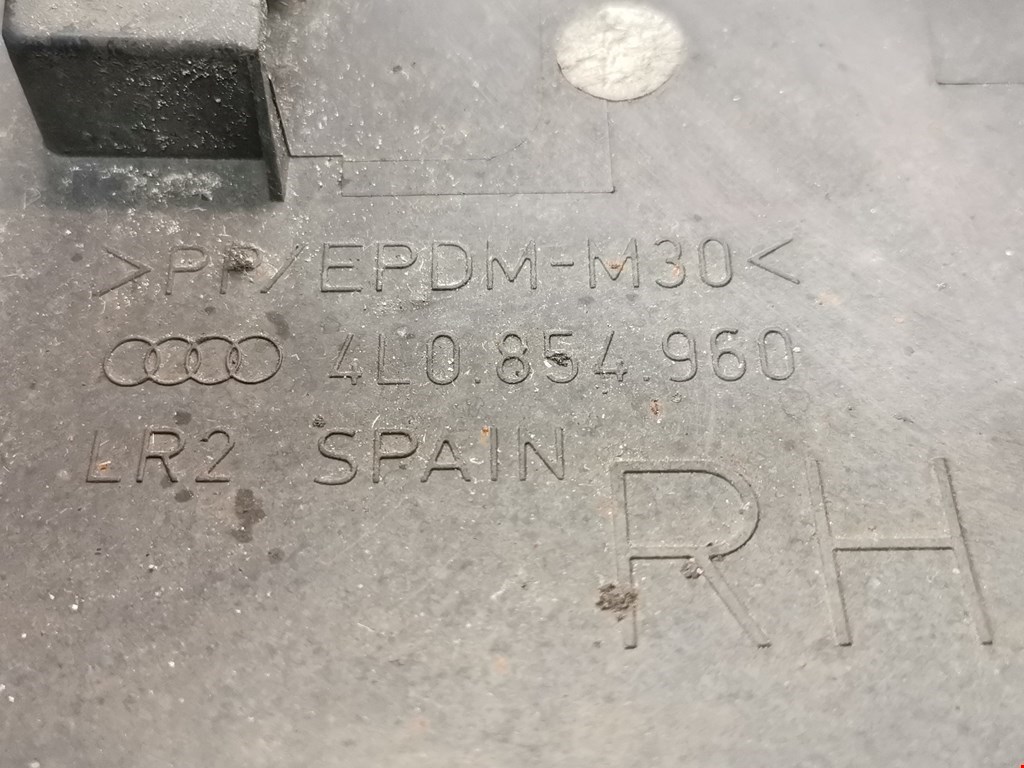 >PP/EPDM-M30<
4L0.854.960
LR2 SPAIN
RH